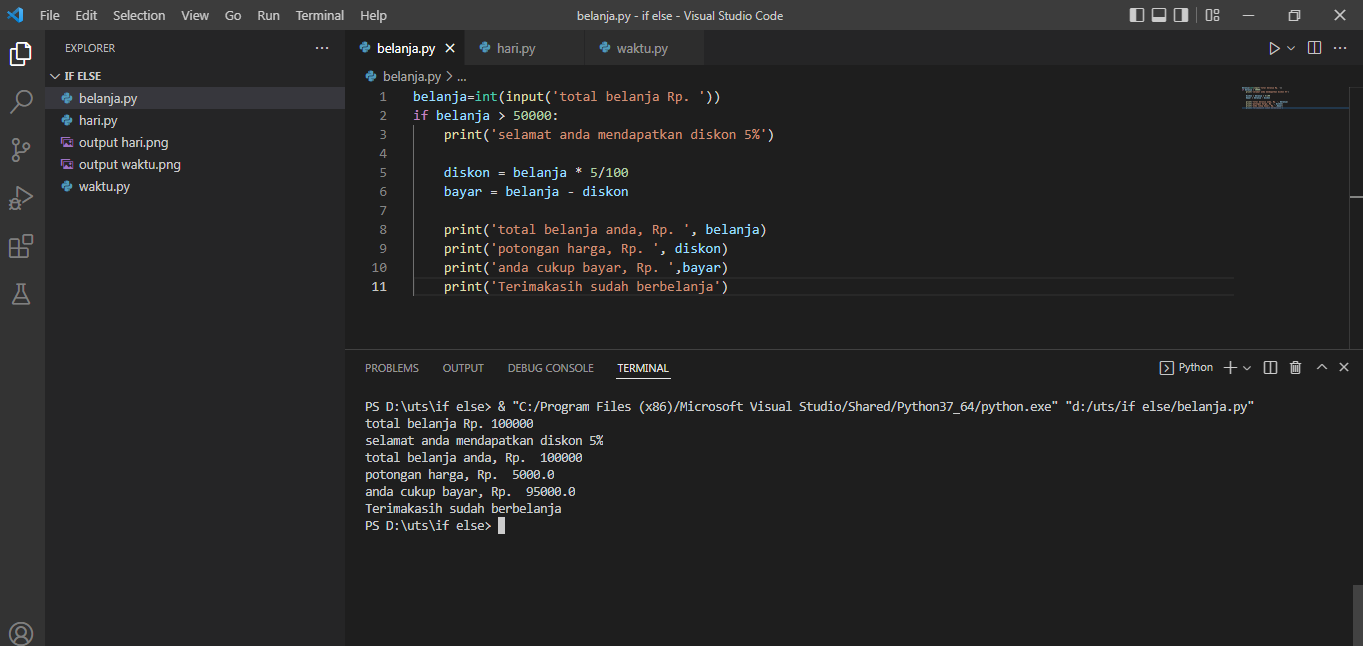 File Edit Selection View Go Run Terminal Help belanja.py - if else - Visual Studio Code
EXPLORER ...
IF ELSE
belanja.py
hari.py
output hari.png
output waktu.png
waktu.py
belanja.py hari.py waktu.py
belanja.py > ...
1 belanja=int(input('total belanja Rp. '))
2 if belanja > 50000:
3 print('selamat anda mendapatkan diskon 5%')
4
5 diskon = belanja * 5/100
6 bayar = belanja - diskon
7
8 print('total belanja anda, Rp. ', belanja)
9 print('potongan harga, Rp. ', diskon)
10 print('anda cukup bayar, Rp. ',bayar)
11 print('Terimakasih sudah berbelanja')
PROBLEMS OUTPUT DEBUG CONSOLE TERMINAL Python
PS D:\uts\if else> & "C:/Program Files (x86)/Microsoft Visual Studio/Shared/Python37_64/python.exe" "d:/uts/if else/belanja.py"
total belanja Rp. 100000
selamat anda mendapatkan diskon 5%
total belanja anda, Rp.  100000
potongan harga, Rp.  5000.0
anda cukup bayar, Rp.  95000.0
Terimakasih sudah berbelanja
PS D:\uts\if else>